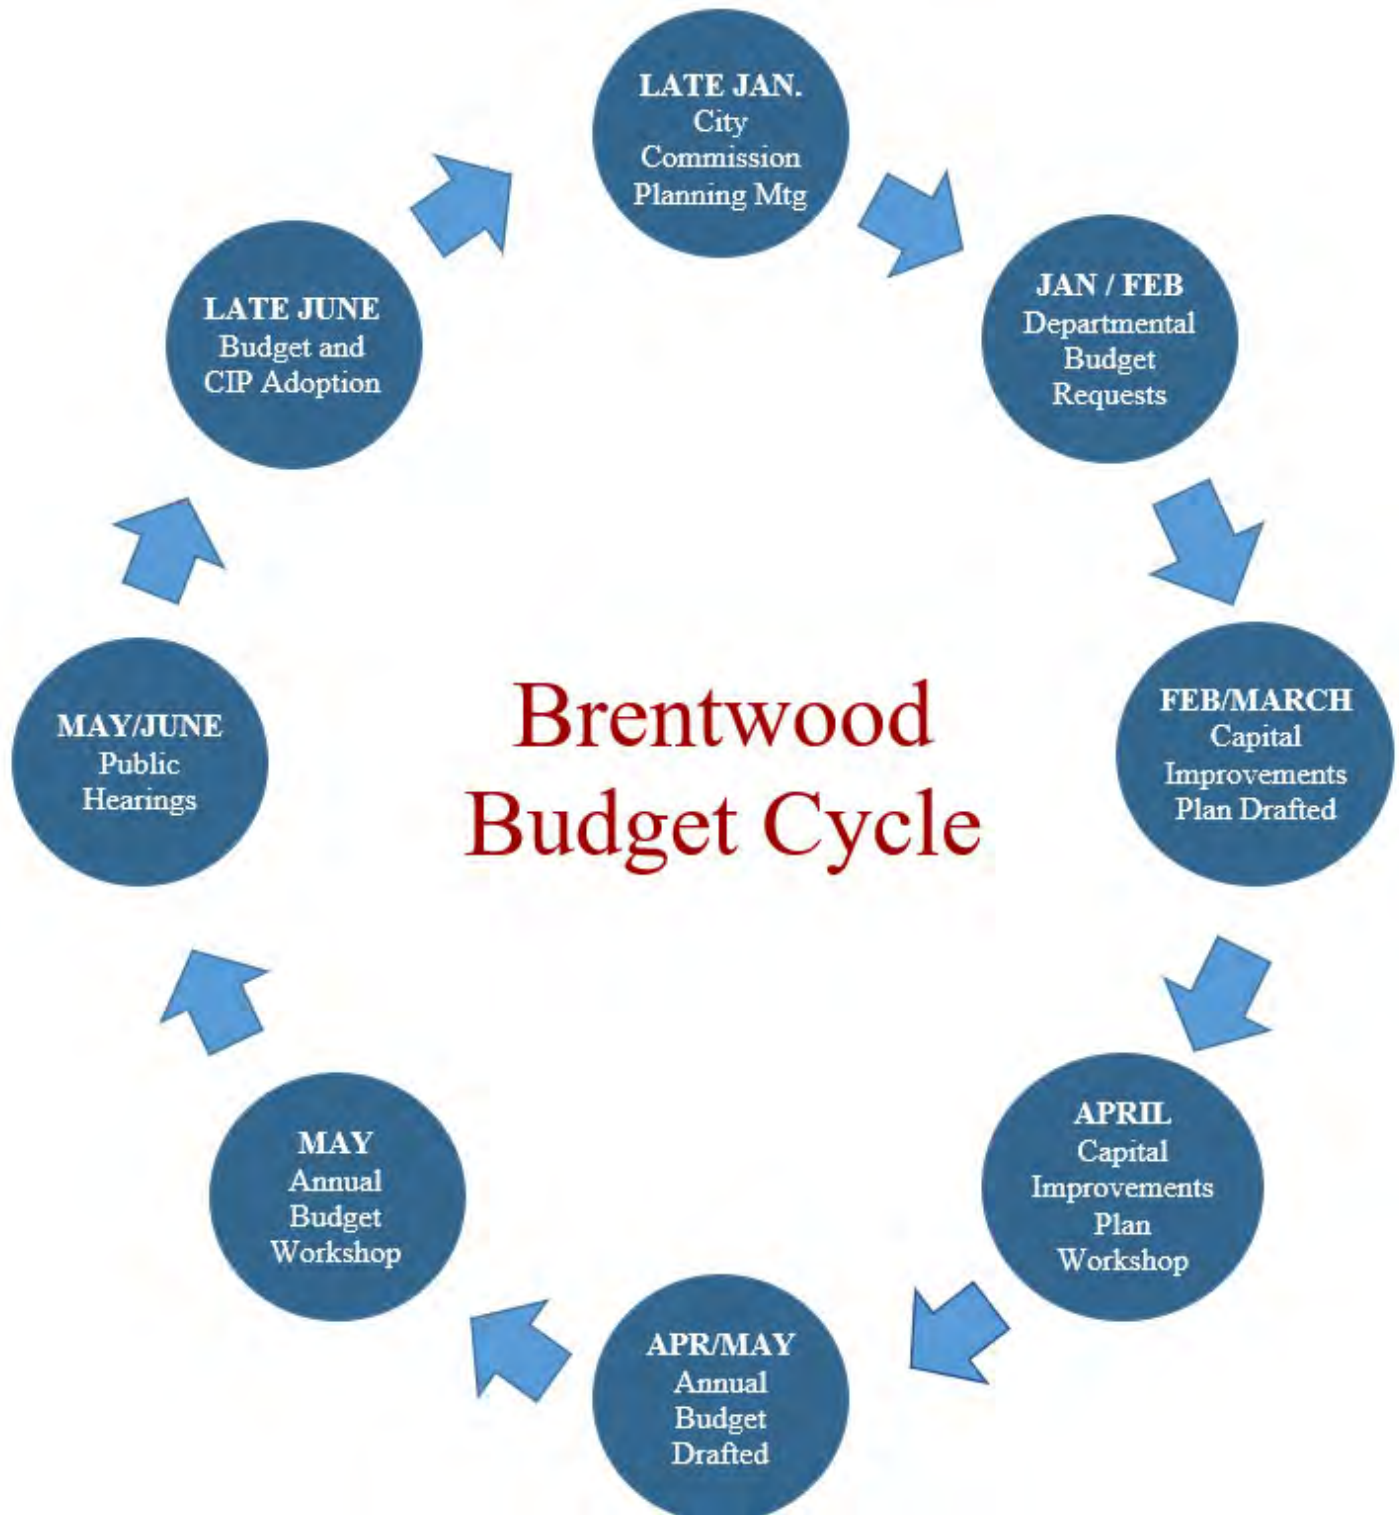 LATE JAN.
City
Commission
Planning Mtg
JAN / FEB
Departmental
Budget
Requests
FEB/MARCH
Capital
Improvements
Plan Drafted
APRIL
Capital
Improvements
Plan
Workshop
APR/MAY
Annual
Budget
Drafted
MAY
Annual
Budget
Workshop
MAY/JUNE
Public
Hearings
LATE JUNE
Budget and
CIP Adoption
Brentwood
Budget Cycle